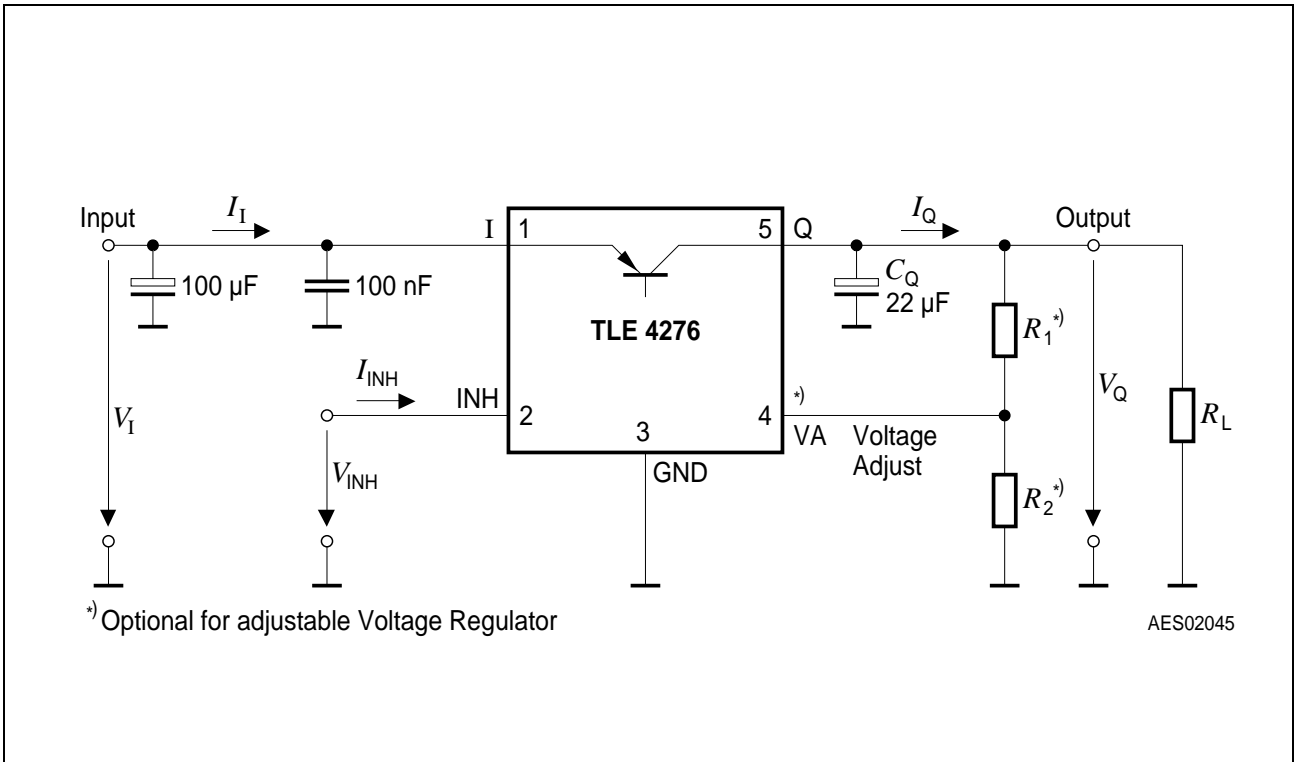 Input
I_I
I
1
5
Q
I_Q
Output
100 µF
100 nF
C_Q
22 µF
R_1 *)
TLE 4276
I_INH
INH
2
*)
4
V_I
V_Q
R_L
3
VA
Voltage
Adjust
V_INH
GND
R_2 *)
*) Optional for adjustable Voltage Regulator
AES02045